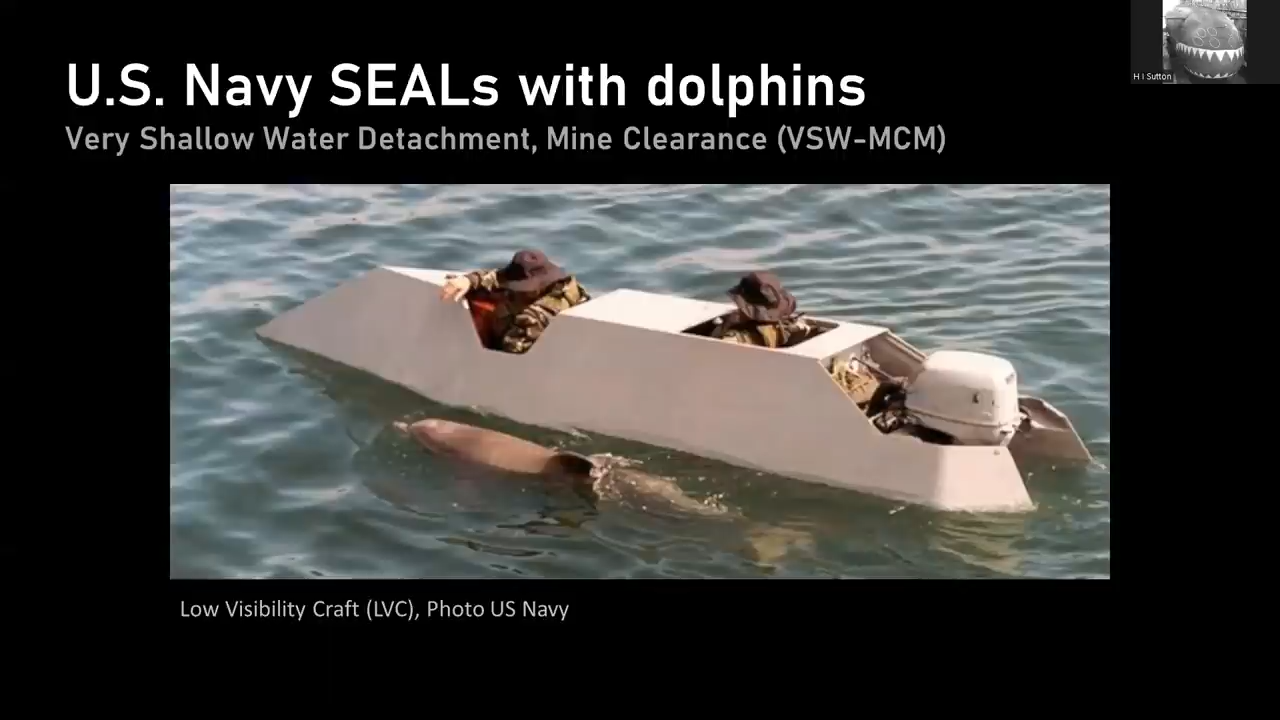 U.S. Navy SEALs with dolphins
Very Shallow Water Detachment, Mine Clearance (VSW-MCM)
H I Sutton
Low Visibility Craft (LVC), Photo US Navy